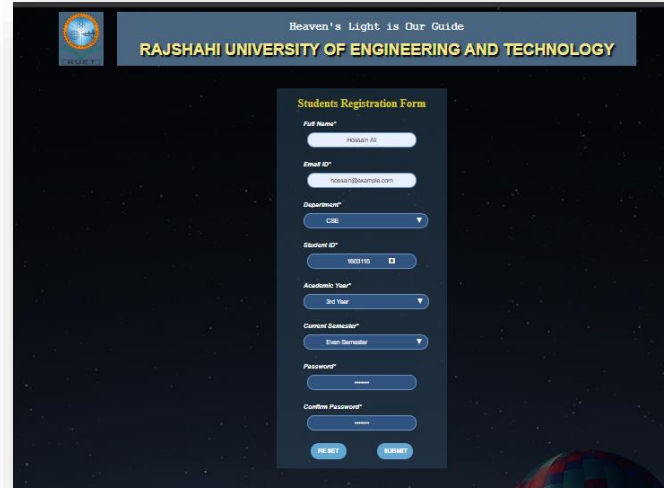 Heaven's Light is Our Guide
RAJSHAHI UNIVERSITY OF ENGINEERING AND TECHNOLOGY
RUET
Students Registration Form
Full Name*
Hossain Ali
Email ID*
hossain@example.com
Department*
CSE
Student ID*
1603115
Academic Year*
3rd Year
Current Semester*
Even Semester
Password*
Confirm Password*
RESET SUBMIT